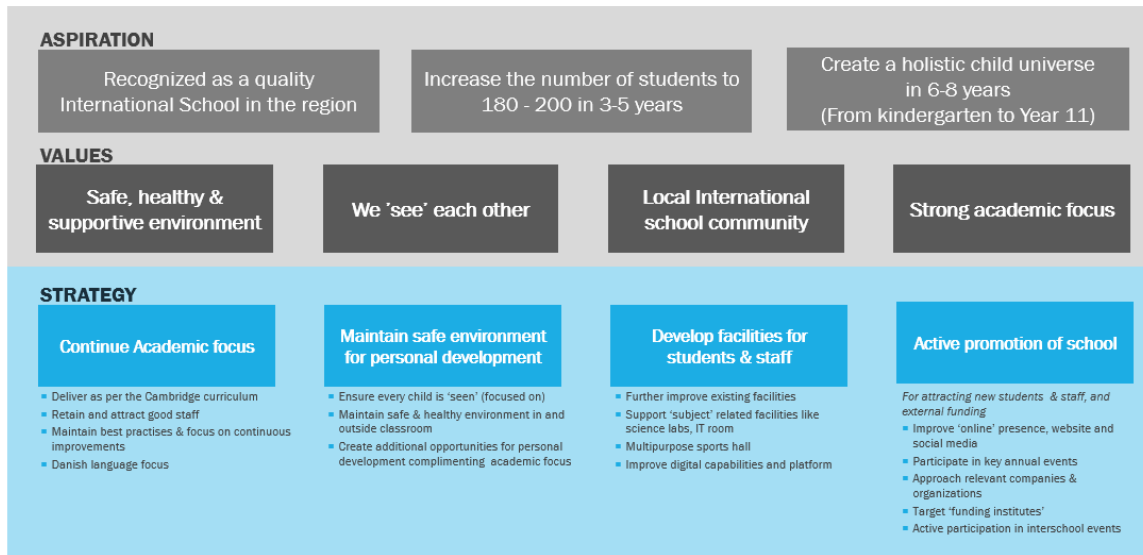 ASPIRATION
Recognized as a quality
International School in the region
Increase the number of students to
180 - 200 in 3-5 years
Create a holistic child universe
in 6-8 years
(From kindergarten to Year 11)
VALUES
Safe, healthy &
supportive environment
We 'see' each other
Local International
school community
Strong academic focus
STRATEGY
Continue Academic focus
▪ Deliver as per the Cambridge curriculum
▪ Retain and attract good staff
▪ Maintain best practises & focus on continuous
improvements
▪ Danish language focus
Maintain safe environment
for personal development
▪ Ensure every child is 'seen' (focused on)
▪ Maintain safe & healthy environment in and
outside classroom
▪ Create additional opportunities for personal
development complimenting academic focus
Develop facilities for
students & staff
▪ Further improve existing facilities
▪ Support 'subject' related facilities like
science labs, IT room
▪ Multipurpose sports hall
▪ Improve digital capabilities and platform
Active promotion of school
For attracting new students & staff, and
external funding
▪ Improve 'online' presence, website and
social media
▪ Participate in key annual events
▪ Approach relevant companies &
organizations
▪ Target 'funding institutes'
▪ Active participation in interschool events